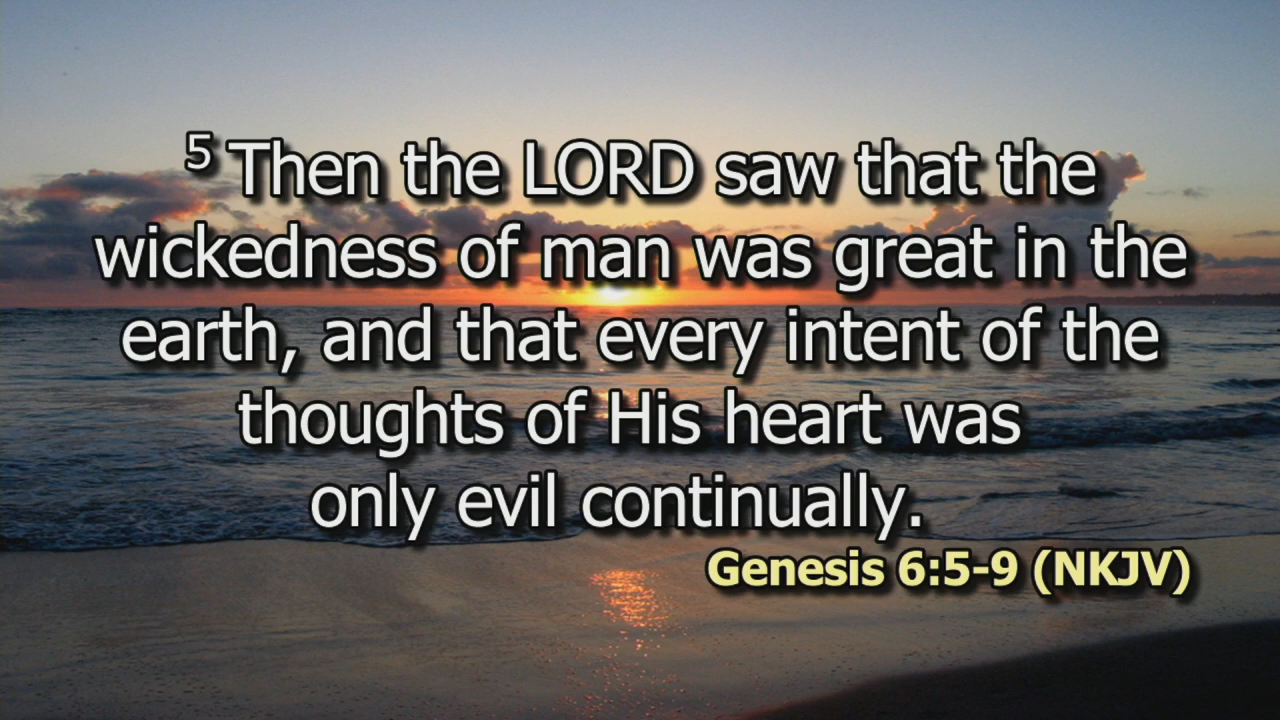 5 Then the LORD saw that the
wickedness of man was great in the
earth, and that every intent of the
thoughts of His heart was
only evil continually.
Genesis 6:5-9 (NKJV)